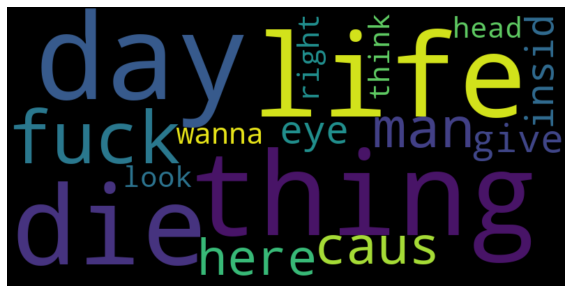 day life right think head insid
fuck wanna eye man give
look
die thing
here caus